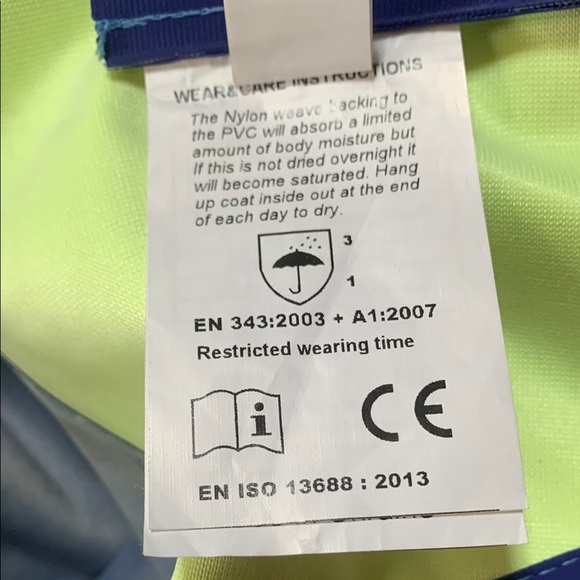 WEAR&CARE INSTRUCTIONS
The Nylon weave backing to
the PVC will absorb a limited
amount of body moisture but
If this is not dried overnight it
will become saturated. Hang
up coat inside out at the end
of each day to dry.
3
1
EN 343:2003 + A1:2007
Restricted wearing time
i
CE
EN ISO 13688 : 2013